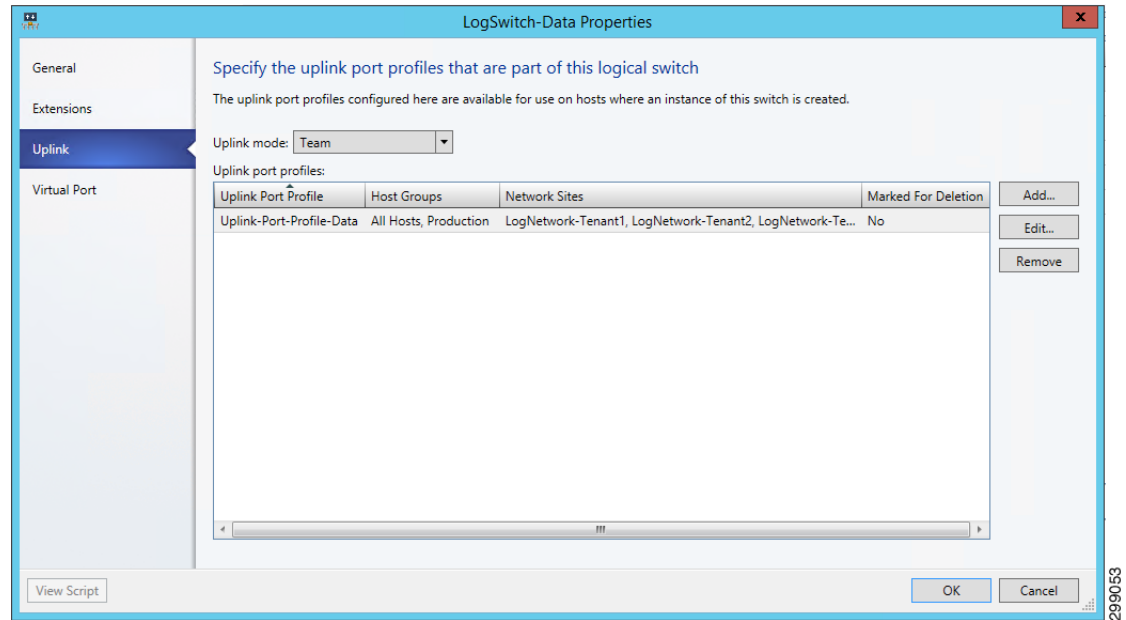 LogSwitch-Data Properties
x
General
Extensions
Uplink
Virtual Port
Specify the uplink port profiles that are part of this logical switch
The uplink port profiles configured here are available for use on hosts where an instance of this switch is created.
Uplink mode: Team
Uplink port profiles:
Uplink Port Profile Host Groups Network Sites Marked For Deletion
Uplink-Port-Profile-Data All Hosts, Production LogNetwork-Tenant1, LogNetwork-Tenant2, LogNetwork-Te... No
Add...
Edit...
Remove
View Script
OK
Cancel
299053